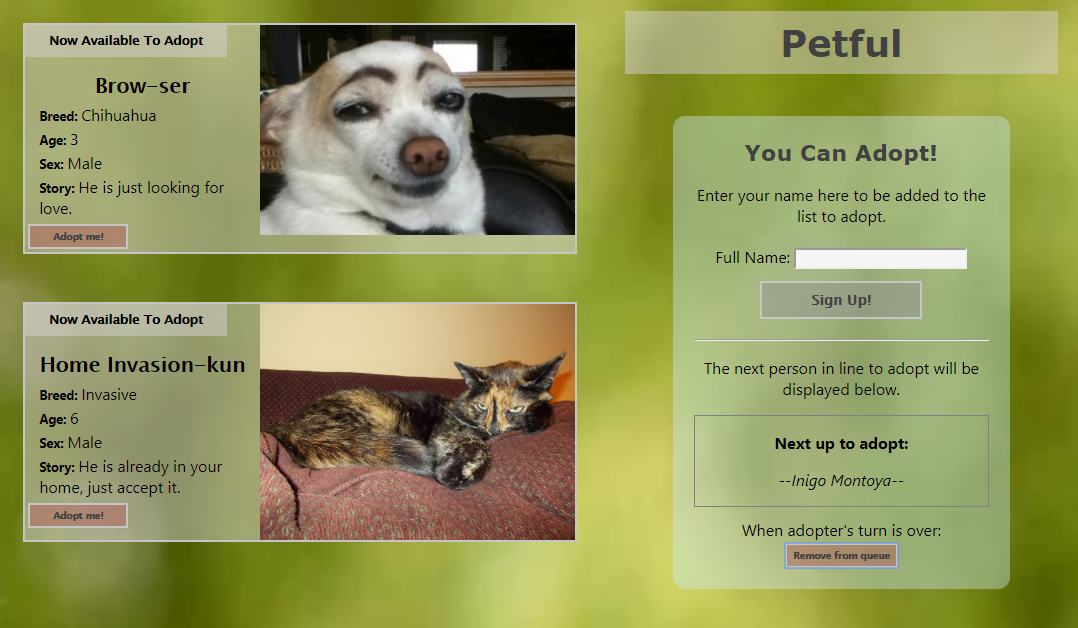 Now Available To Adopt
Brow-ser
Breed: Chihuahua
Age: 3
Sex: Male
Story: He is just looking for
love.
Adopt me!
Now Available To Adopt
Home Invasion-kun
Breed: Invasive
Age: 6
Sex: Male
Story: He is already in your
home, just accept it.
Adopt me!
Petful
You Can Adopt!
Enter your name here to be added to the
list to adopt.
Full Name:
Sign Up!
The next person in line to adopt will be
displayed below.
Next up to adopt:
--Inigo Montoya--
When adopter's turn is over:
Remove from queue